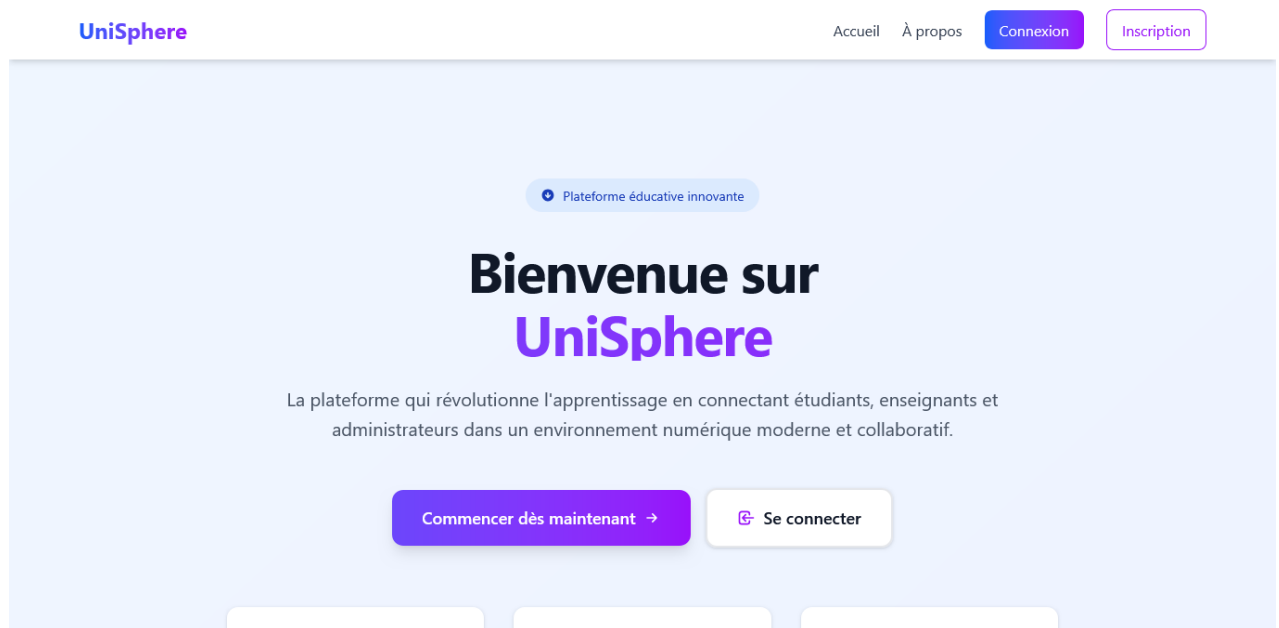 UniSphere
Accueil
À propos
Connexion
Inscription
Plateforme éducative innovante
Bienvenue sur
UniSphere
La plateforme qui révolutionne l'apprentissage en connectant étudiants, enseignants et
administrateurs dans un environnement numérique moderne et collaboratif.
Commencer dès maintenant →
Se connecter